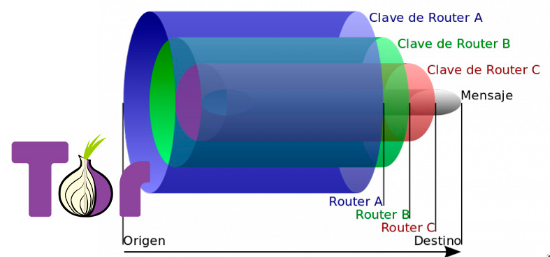 Clave de Router A
Clave de Router B
Clave de Router C
Mensaje
Tor
Router A
Router B
Router C
Origen
Destino